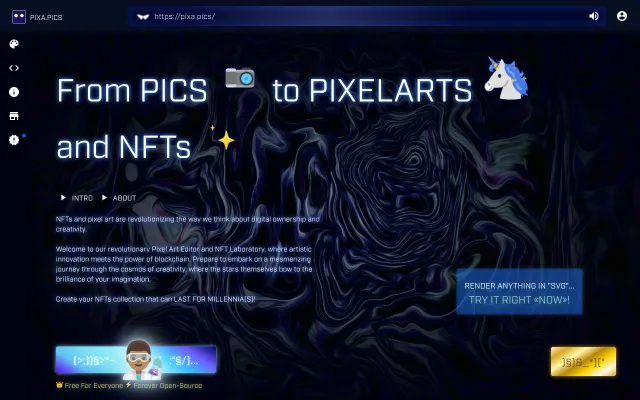 PIXA.PICS
https://pixa.pics/
From PICS to PIXELARTS
and NFTs
INTRO
ABOUT
NFTs and pixel art are revolutionizing the way we think about digital ownership and
creativity.
Welcome to our revolutionary Pixel Art Editor and NFT Laboratory, where artistic
innovation meets the power of blockchain. Prepare to embark on a mesmerizing
journey through the cosmos of creativity, where the stars themselves bow to the
brilliance of your imagination.
Create your NFTs collection that can LAST FOR MILLENNIA(S)!
RENDER ANYTHING IN "SVG"...
TRY IT RIGHT «NOW»!
Free For Everyone
Forever Open-Source